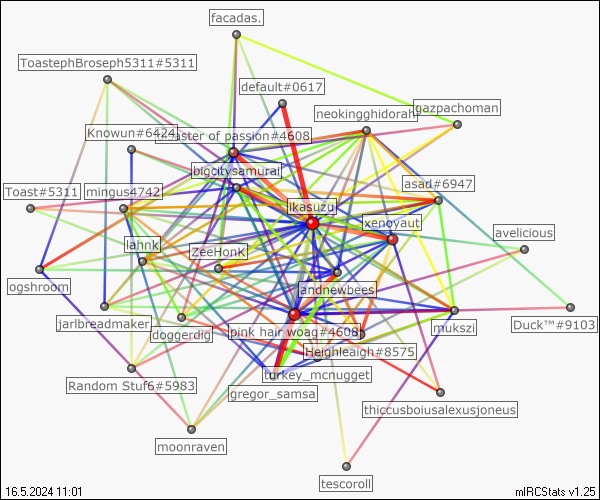 facadas.
ToastephBroseph5311#5311
default#0617
neokingghidorah
gazpachoman
Knowun#6424
aster of passion#4608
bigcitysamurai
asad#6947
Toast#5311
mingus4742
ikasuzu
xenoyaut
avelicious
lahnk
ZeeHonK
ogshroom
andnewbees
jarlbreadmaker
doggerdig
pink hair woag#4608
mukszi
Duck™#9103
Heighleaigh#8575
turkey_mcnugget
Random Stuf6#5983
gregor_samsa
thiccusboiusalexusjoneus
moonraven
tescoroll
16.5.2024 11:01
mIRCStats v1.25